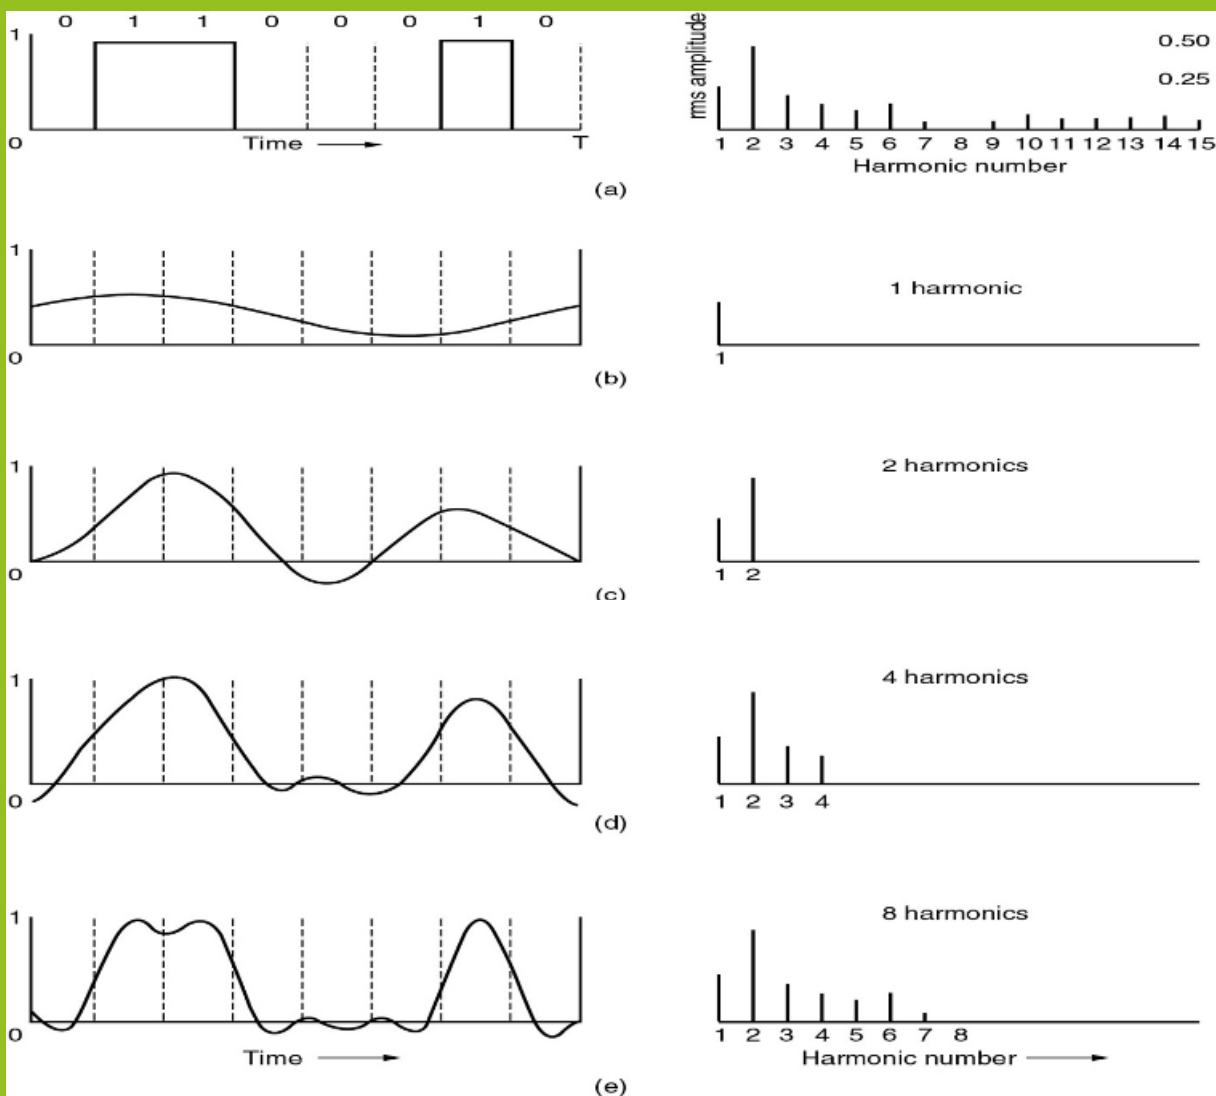 0 1 1 0 0 0 1 0
1
0
Time
T
rms amplitude
0.50
0.25
1 2 3 4 5 6 7 8 9 10 11 12 13 14 15
Harmonic number
(a)
1
0
1 harmonic
1
(b)
1
0
2 harmonics
1 2
(c)
1
0
4 harmonics
1 2 3 4
(d)
1
0
Time
8 harmonics
1 2 3 4 5 6 7 8
Harmonic number
(e)